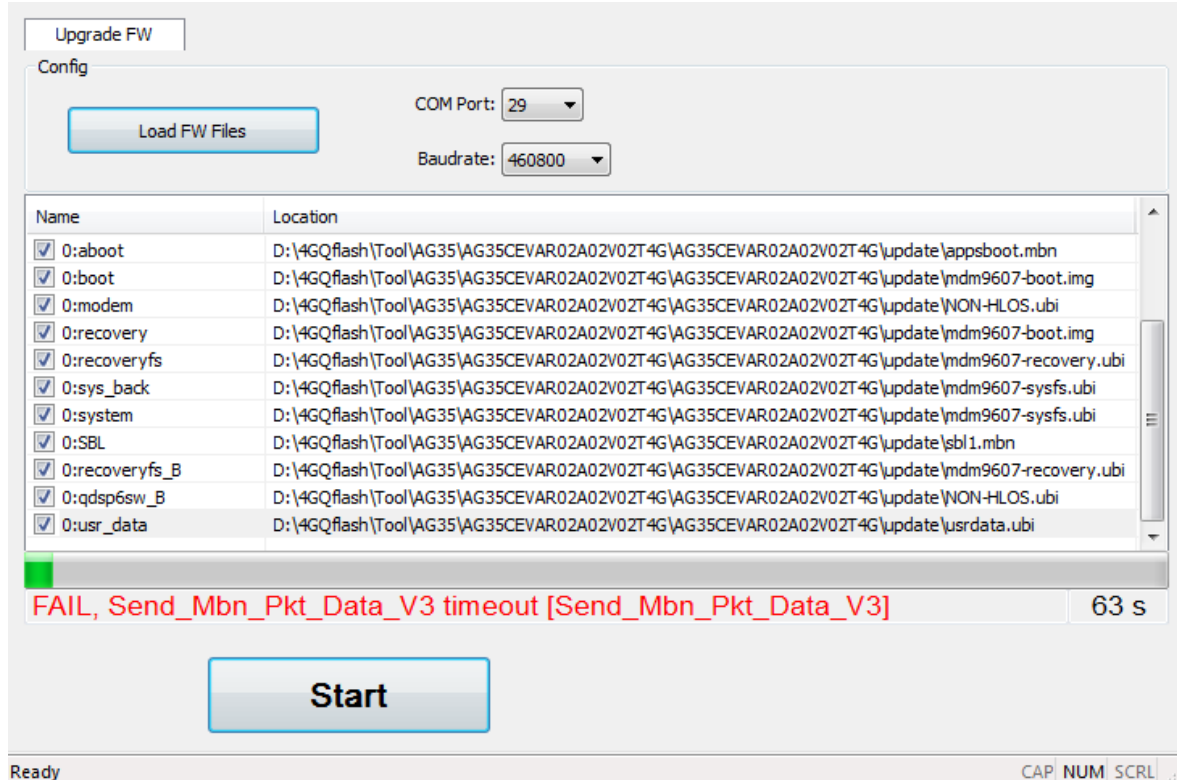 Upgrade FW
Config
Load FW Files
COM Port: 29
Baudrate: 460800
Name Location
0:aboot D:\4GQflash\Tool\AG35\AG35CEVAR02A02V02T4G\AG35CEVAR02A02V02T4G\update\appsboot.mbn
0:boot D:\4GQflash\Tool\AG35\AG35CEVAR02A02V02T4G\AG35CEVAR02A02V02T4G\update\mdm9607-boot.img
0:modem D:\4GQflash\Tool\AG35\AG35CEVAR02A02V02T4G\AG35CEVAR02A02V02T4G\update\NON-HLOS.ubi
0:recovery D:\4GQflash\Tool\AG35\AG35CEVAR02A02V02T4G\AG35CEVAR02A02V02T4G\update\mdm9607-boot.img
0:recoveryfs D:\4GQflash\Tool\AG35\AG35CEVAR02A02V02T4G\AG35CEVAR02A02V02T4G\update\mdm9607-recovery.ubi
0:sys_back D:\4GQflash\Tool\AG35\AG35CEVAR02A02V02T4G\AG35CEVAR02A02V02T4G\update\mdm9607-sysfs.ubi
0:system D:\4GQflash\Tool\AG35\AG35CEVAR02A02V02T4G\AG35CEVAR02A02V02T4G\update\mdm9607-sysfs.ubi
0:SBL D:\4GQflash\Tool\AG35\AG35CEVAR02A02V02T4G\AG35CEVAR02A02V02T4G\update\sbl1.mbn
0:recoveryfs_B D:\4GQflash\Tool\AG35\AG35CEVAR02A02V02T4G\AG35CEVAR02A02V02T4G\update\mdm9607-recovery.ubi
0:qdsp6sw_B D:\4GQflash\Tool\AG35\AG35CEVAR02A02V02T4G\AG35CEVAR02A02V02T4G\update\NON-HLOS.ubi
0:usr_data D:\4GQflash\Tool\AG35\AG35CEVAR02A02V02T4G\AG35CEVAR02A02V02T4G\update\usrdata.ubi
FAIL, Send_Mbn_Pkt_Data_V3 timeout [Send_Mbn_Pkt_Data_V3] 63 s
Start
Ready CAP NUM SCRL